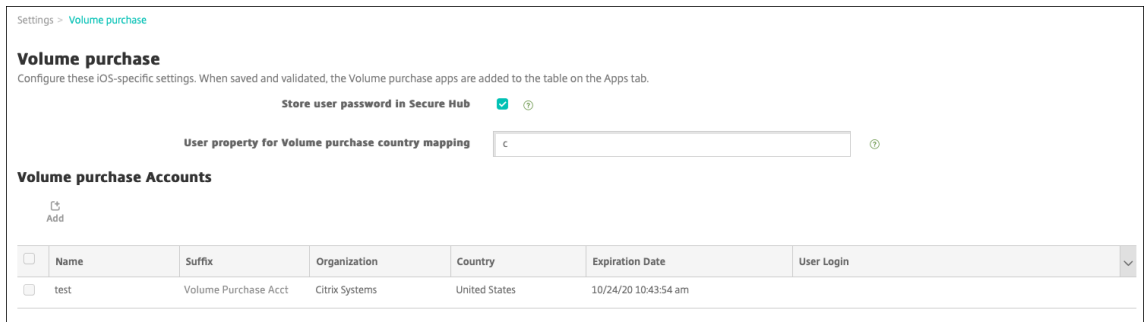 Settings > Volume purchase
Volume purchase
Configure these iOS-specific settings. When saved and validated, the Volume purchase apps are added to the table on the Apps tab.
Store user password in Secure Hub ?
User property for Volume purchase country mapping c ?
Volume purchase Accounts
Add
Name Suffix Organization Country Expiration Date User Login
test Volume Purchase Acct Citrix Systems United States 10/24/20 10:43:54 am